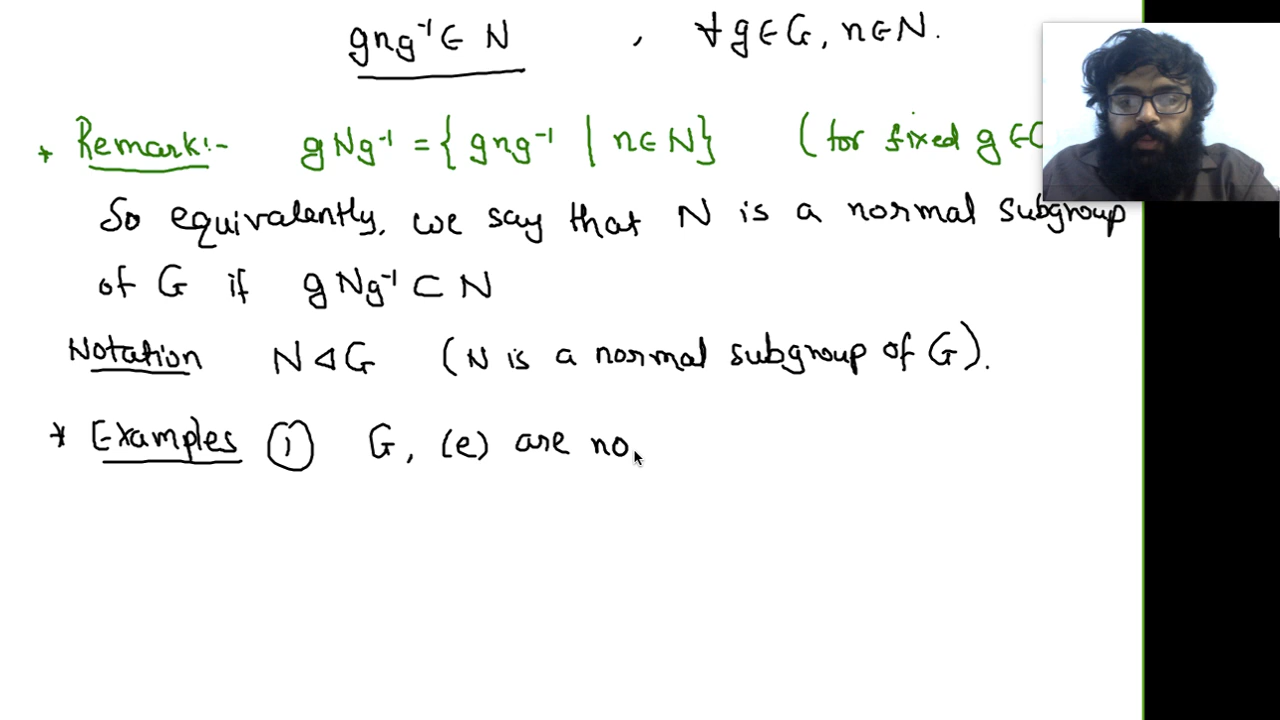 gng⁻¹ ∈ N , ∀ g ∈ G, n ∈ N.
* Remark:- gNg⁻¹ = { gng⁻¹ | n ∈ N} (for fixed g ∈
So equivalently, we say that N is a normal subgroup
of G if gNg⁻¹ ⊂ N
Notation N ⊲ G (N is a normal subgroup of G).
* Examples ① G, (e) are no